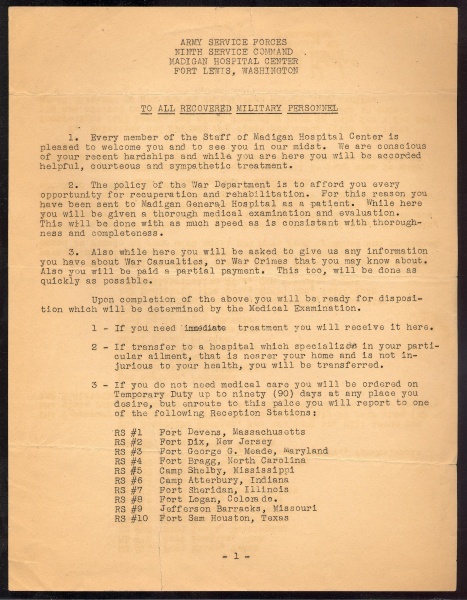 ARMY SERVICE FORCES
NINTH SERVICE COMMAND
MADIGAN HOSPITAL CENTER
FORT LEWIS, WASHINGTON
TO ALL RECOVERED MILITARY PERSONNEL
1. Every member of the Staff of Madigan Hospital Center is
pleased to welcome you and to see you in our midst. We are conscious
of your recent hardships and while you are here you will be accorded
helpful, courteous and sympathetic treatment.
2. The policy of the War Department is to afford you every
opportunity for recuperation and rehabilitation. For this reason you
have been sent to Madigan General Hospital as a patient. While here
you will be given a thorough medical examination and evaluation.
This will be done with as much speed as is consistant with thorough-
ness and completeness.
3. Also while here you will be asked to give us any information
you have about War Casualties, or War Crimes that you may know about.
Also you will be paid a partial payment. This too, will be done as
quickly as possible.
Upon completion of the above you will be ready for disposi-
tion which will be determined by the Medical Examination.
1 - If you need immediate treatment you will receive it here.
2 - If transfer to a hospital which specializes in your parti-
cular ailment, that is nearer your home and is not in-
jurious to your health, you will be transferred.
3 - If you do not need medical care you will be ordered on
Temporary Duty up to ninety (90) days at any place you
desire, but enroute to this palce you will report to one
of the following Reception Stations:
RS #1 Fort Devens, Massachusetts
RS #2 Fort Dix, New Jersey
RS #3 Fort George G. Meade, Maryland
RS #4 Fort Bragg, North Carolina
RS #5 Camp Shelby, Mississippi
RS #6 Camp Atterbury, Indiana
RS #7 Fort Sheridan, Illinois
RS #8 Fort Logan, Colorado.
RS #9 Jefferson Barracks, Missouri
RS #10 Fort Sam Houston, Texas
- 1 -